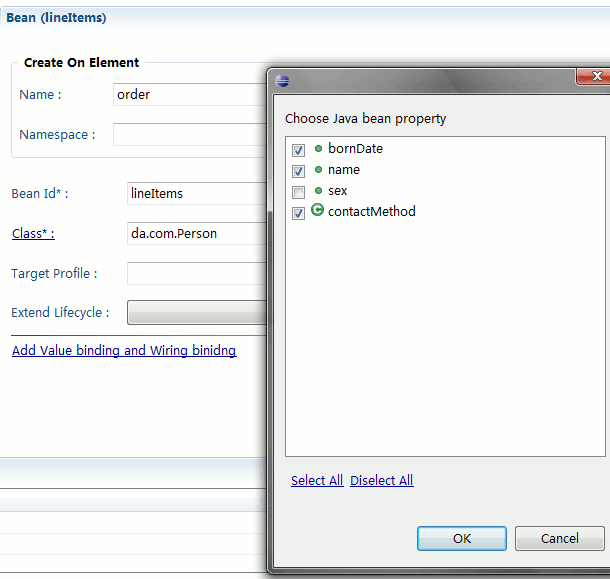 Bean (lineItems)
Create On Element
Name :
order
Namespace :
Bean Id* :
lineItems
Class* :
da.com.Person
Target Profile :
Extend Lifecycle :
Add Value binding and Wiring binidng
Choose Java bean property
bornDate
name
sex
C contactMethod
Select All Diselect All
OK Cancel